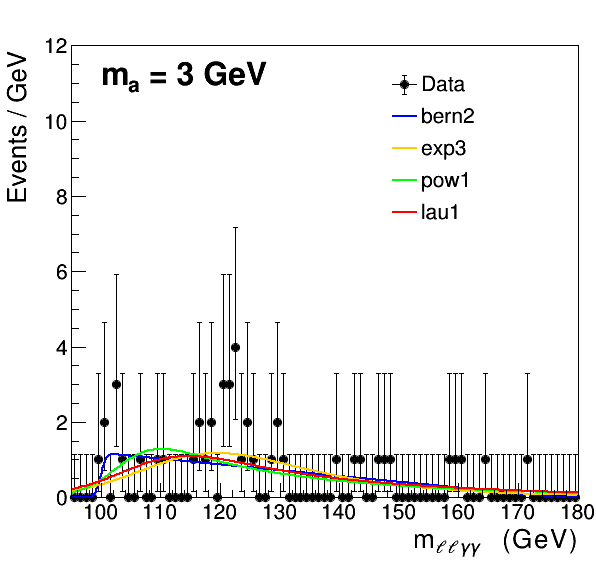 m_a = 3 GeV
Data
bern2
exp3
pow1
lau1
Events / GeV
12
10
8
6
4
2
0
100 110 120 130 140 150 160 170 180
m_ℓℓγγ (GeV)